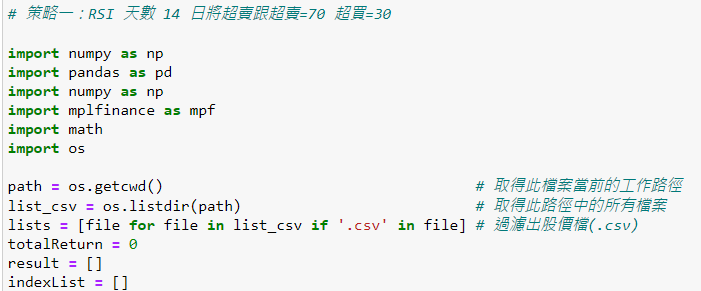 # 策略一：RSI 天數 14 日將超賣跟超賣=70 超買=30
import numpy as np
import pandas as pd
import numpy as np
import mplfinance as mpf
import math
import os
path = os.getcwd() # 取得此檔案當前的工作路徑
list_csv = os.listdir(path) # 取得此路徑中的所有檔案
lists = [file for file in list_csv if '.csv' in file] # 過濾出股價檔(.csv)
totalReturn = 0
result = []
indexList = []